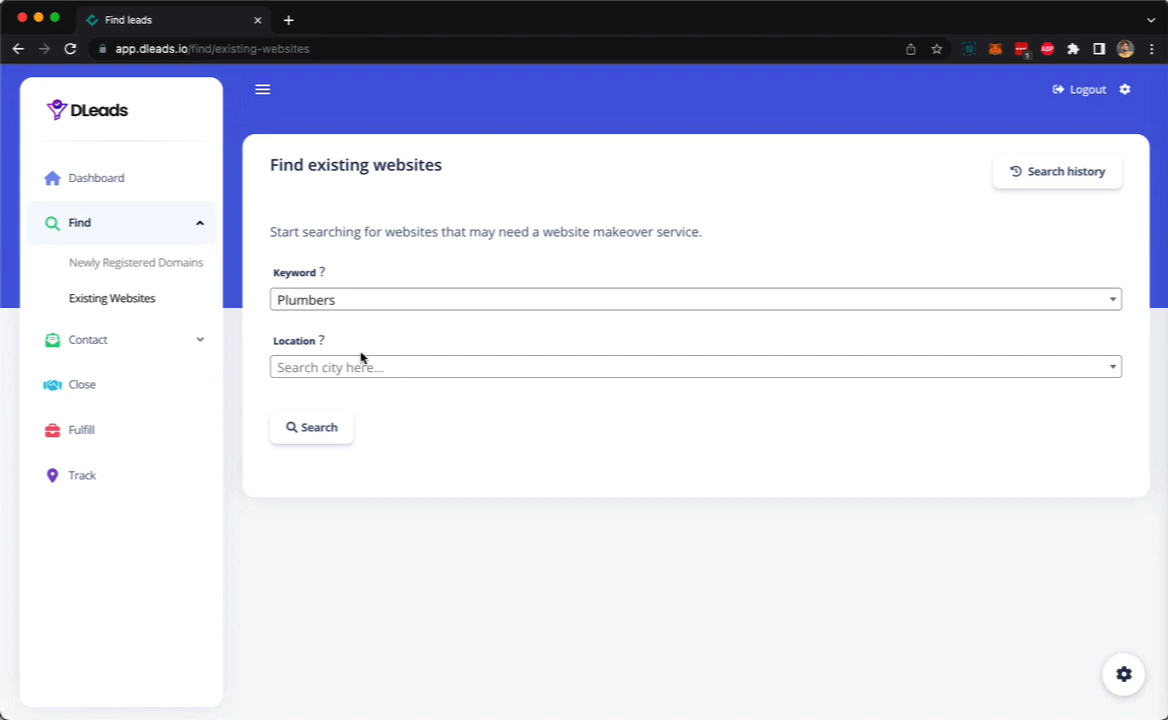 Find leads
app.dleads.io/find/existing-websites
1
ABP
DLeads
Logout
Dashboard
Find
Newly Registered Domains
Existing Websites
Contact
Close
Fulfill
Track
Find existing websites
Search history
Start searching for websites that may need a website makeover service.
Keyword ?
Plumbers
Location ?
Search city here...
Search